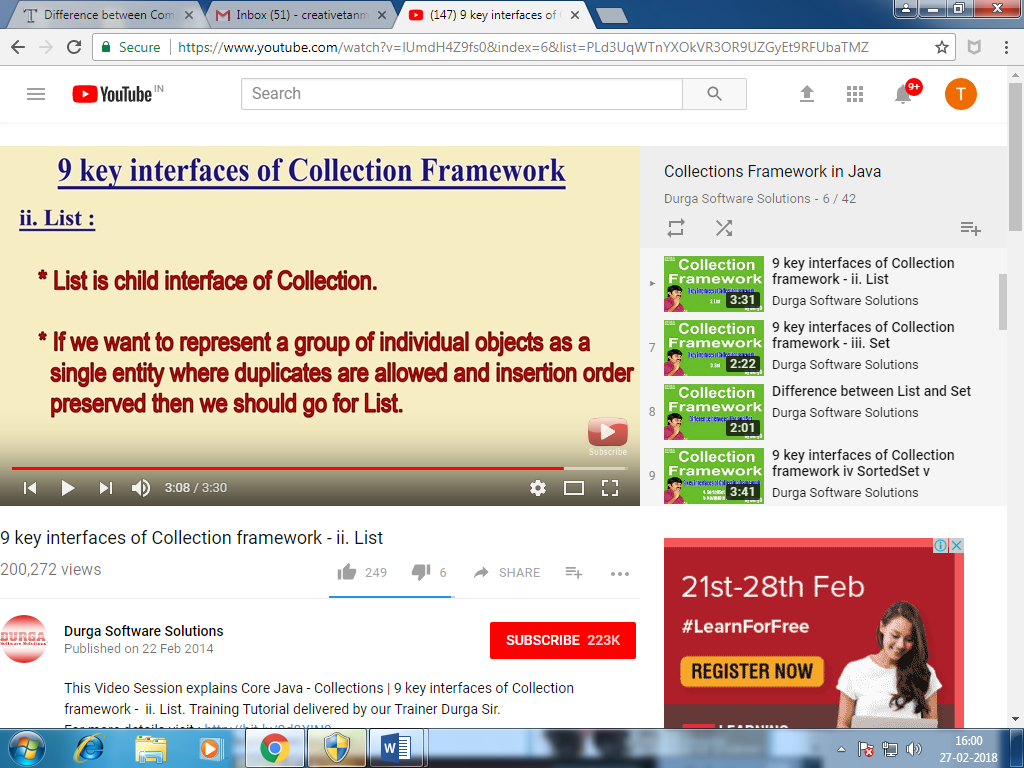 Difference between Com
Inbox (51) - creativetanm
(147) 9 key interfaces of
Secure
https://www.youtube.com/watch?v=IUmdH4Z9fs0&index=6&list=PLd3UqWTnYXOkVR3OR9UZGyEt9RFUbaTMZ
YouTube IN
Search
9+
T
9 key interfaces of Collection Framework
ii. List :
* List is child interface of Collection.
* If we want to represent a group of individual objects as a
single entity where duplicates are allowed and insertion order
preserved then we should go for List.
Subscribe
3:08 / 3:30
Collections Framework in Java
Durga Software Solutions - 6 / 42
Collection
Framework
3:31
9 key interfaces of Collection
framework - ii. List
Durga Software Solutions
7
Collection
Framework
2:22
9 key interfaces of Collection
framework - iii. Set
Durga Software Solutions
8
Collection
Framework
2:01
Difference between List and Set
Durga Software Solutions
9
Collection
Framework
3:41
9 key interfaces of Collection
framework iv SortedSet v
Durga Software Solutions
9 key interfaces of Collection framework - ii. List
200,272 views
249
6
SHARE
DURGA
Software Solutions
Durga Software Solutions
Published on 22 Feb 2014
SUBSCRIBE 223K
This Video Session explains Core Java - Collections | 9 key interfaces of Collection
framework - ii. List. Training Tutorial delivered by our Trainer Durga Sir.
21st-28th Feb
#LearnForFree
REGISTER NOW
16:00
27-02-2018